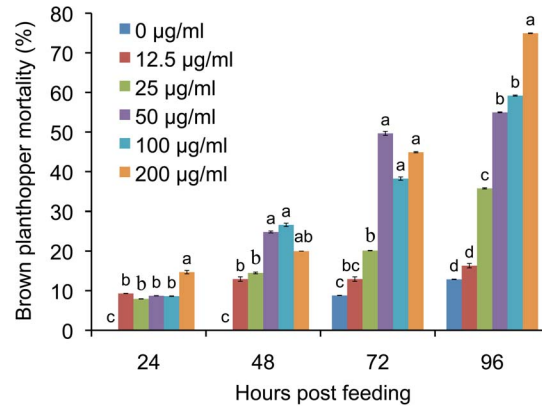 80
70
60
50
40
30
20
10
0
Brown planthopper mortality (%)
0 µg/ml
12.5 µg/ml
25 µg/ml
50 µg/ml
100 µg/ml
200 µg/ml
c b b b b a
c b b a a ab
c bc b a a a
d d c b b a
24 48 72 96
Hours post feeding